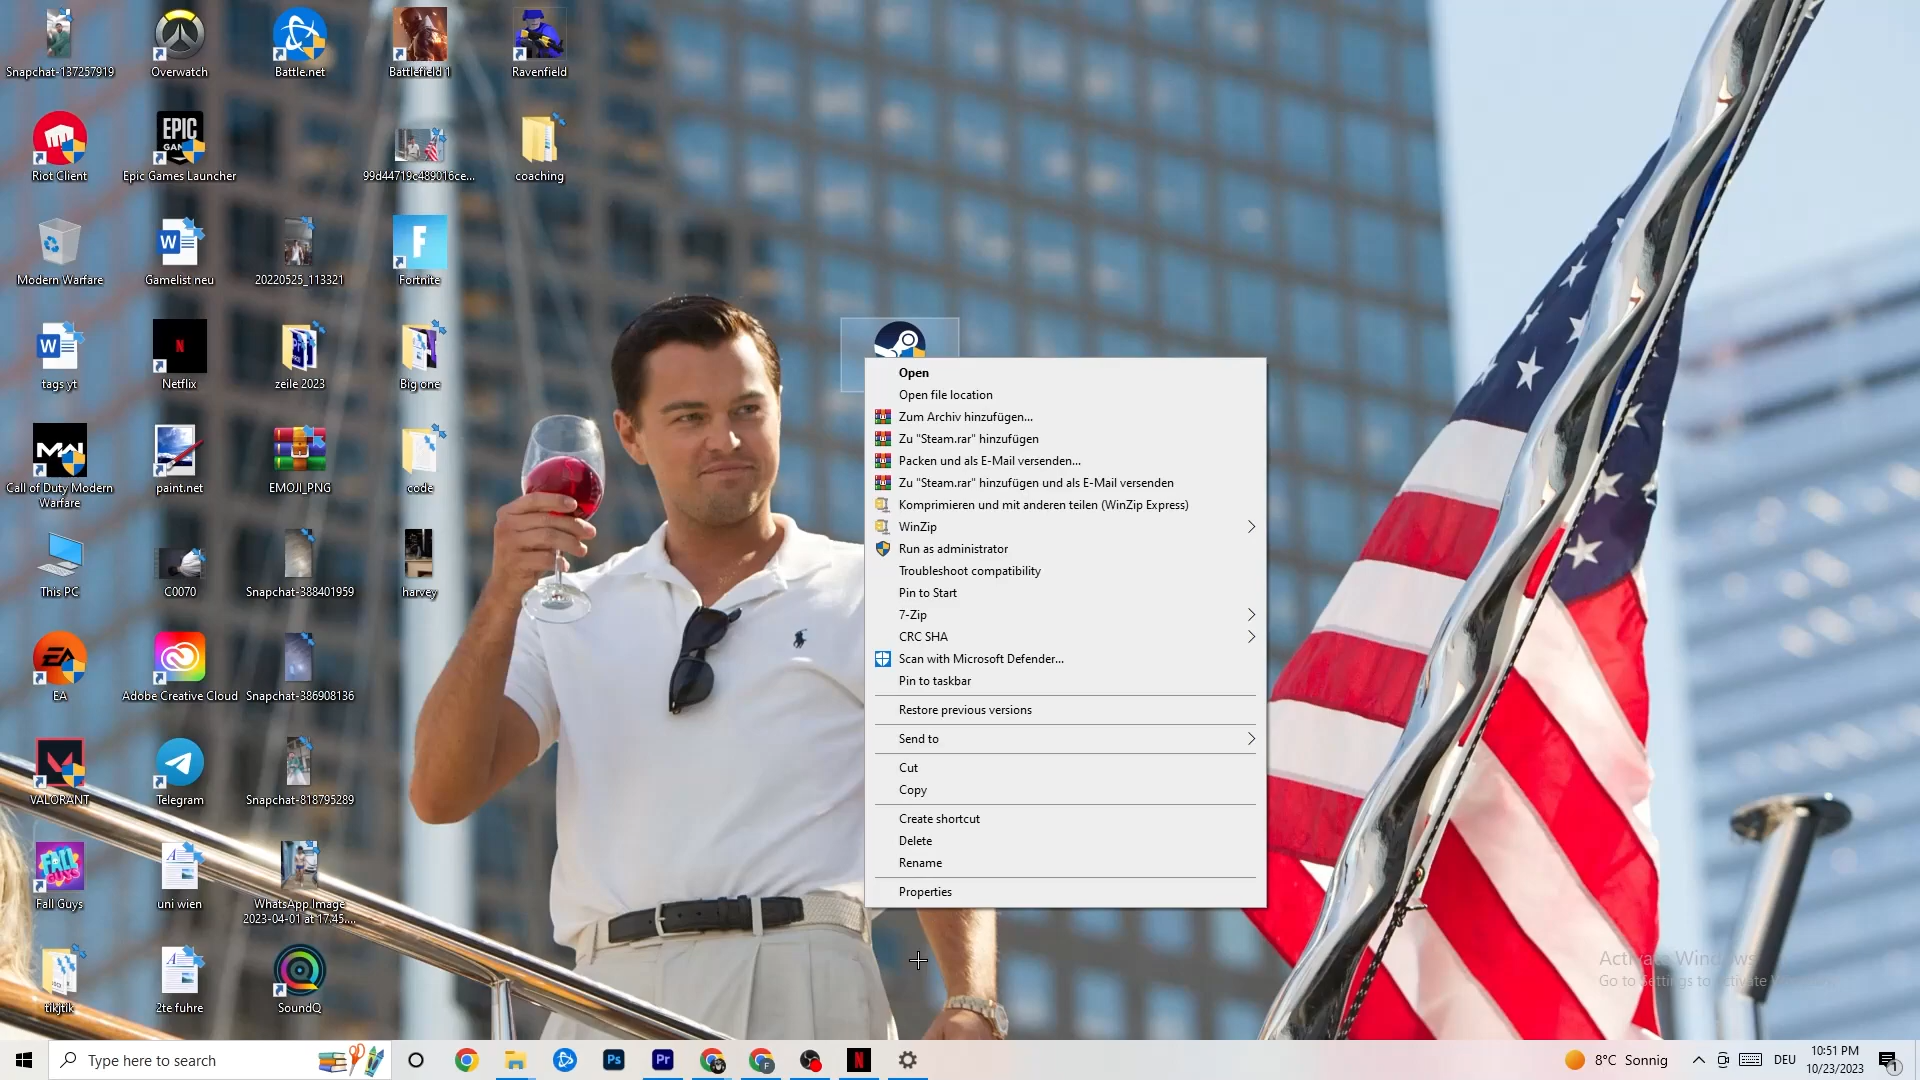 Snapchat-137257919
Overwatch
Battle.net
Battlefield 1
Ravenfield
Riot Client
EPIC
Epic Games Launcher
99d44719c489016ce...
coaching
Modern Warfare
Gamelist neu
20220525_113321
Fortnite
tags yt
Netflix
zeile 2023
Big one
Call of Duty Modern
Warfare
paint.net
EMOJI_PNG
code
This PC
C0070
Snapchat-388401959
harvey
EA
Adobe Creative Cloud
Snapchat-386908136
VALORANT
Telegram
Snapchat-818795289
FALL GUYS
Fall Guys
uni wien
WhatsApp Image
2023-04-01 at 17.45....
tikjtik
2te fuhre
SoundQ
Open
Open file location
Zum Archiv hinzufügen...
Zu "Steam.rar" hinzufügen
Packen und als E-Mail versenden...
Zu "Steam.rar" hinzufügen und als E-Mail versenden
Komprimieren und mit anderen teilen (WinZip Express)
WinZip
Run as administrator
Troubleshoot compatibility
Pin to Start
7-Zip
CRC SHA
Scan with Microsoft Defender...
Pin to taskbar
Restore previous versions
Send to
Cut
Copy
Create shortcut
Delete
Rename
Properties
Activate Windows
Go to Settings to activate
Type here to search
Ps
Pr
8°C Sonnig
DEU
10:51 PM
10/23/2023
1